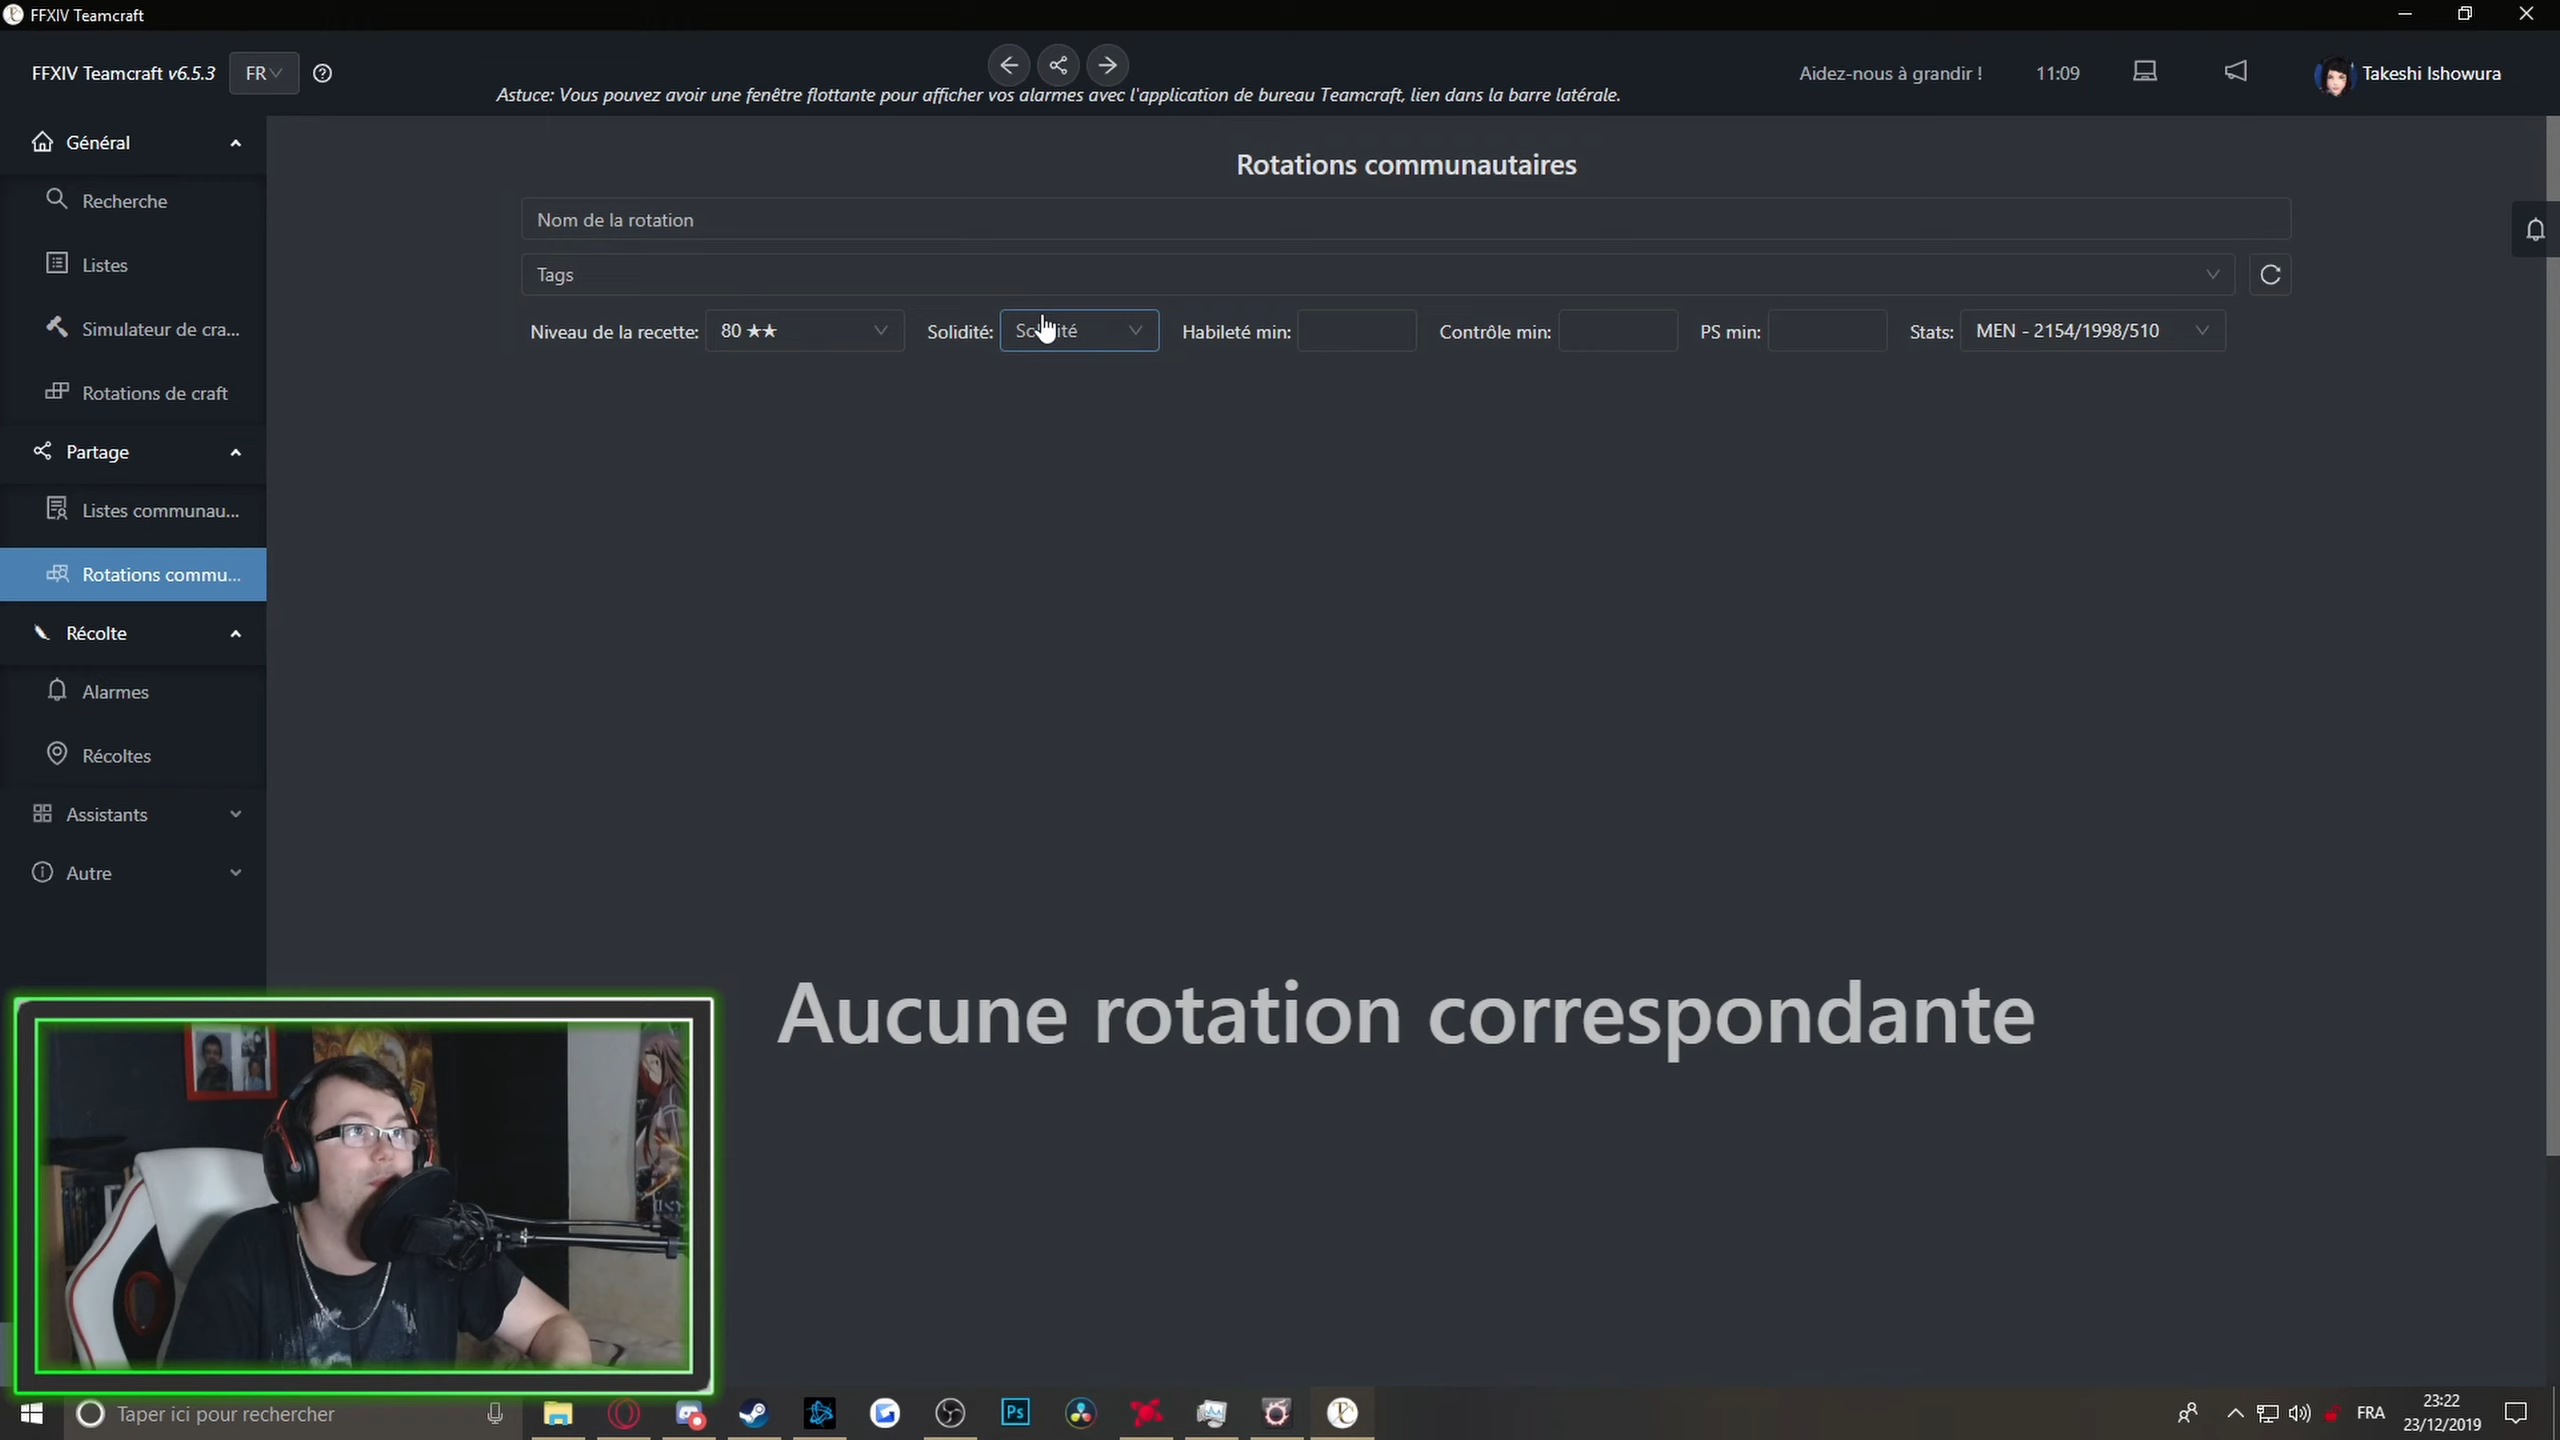 FFXIV Teamcraft
FFXIV Teamcraft v6.5.3
FR
Astuce: Vous pouvez avoir une fenêtre flottante pour afficher vos alarmes avec l'application de bureau Teamcraft, lien dans la barre latérale.
Aidez-nous à grandir !
11:09
Takeshi Ishowura
Général
Recherche
Listes
Simulateur de cra...
Rotations de craft
Partage
Listes communau...
Rotations commu...
Récolte
Alarmes
Récoltes
Assistants
Autre
Rotations communautaires
Nom de la rotation
Tags
Niveau de la recette: 80 ★★ Solidité: Solidité Habileté min: Contrôle min: PS min: Stats: MEN - 2154/1998/510
Aucune rotation correspondante
Taper ici pour rechercher
Ps
FRA
23:22
23/12/2019